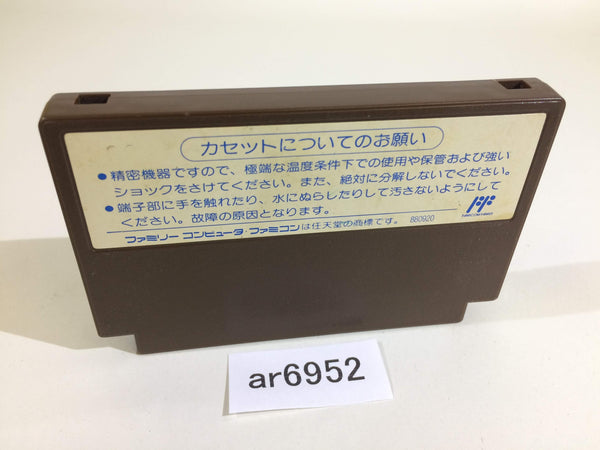 カセットについてのお願い
●精密機器ですので、極端な温度条件下での使用や保管および強い
ショックをさけてください。また、絶対に分解しないでください。
●端子部に手を触れたり、水にぬらしたりして汚さないようにして
ください。故障の原因となります。
ファミリーコンピュータ・ファミコンは任天堂の商標です。 880920
ar6952